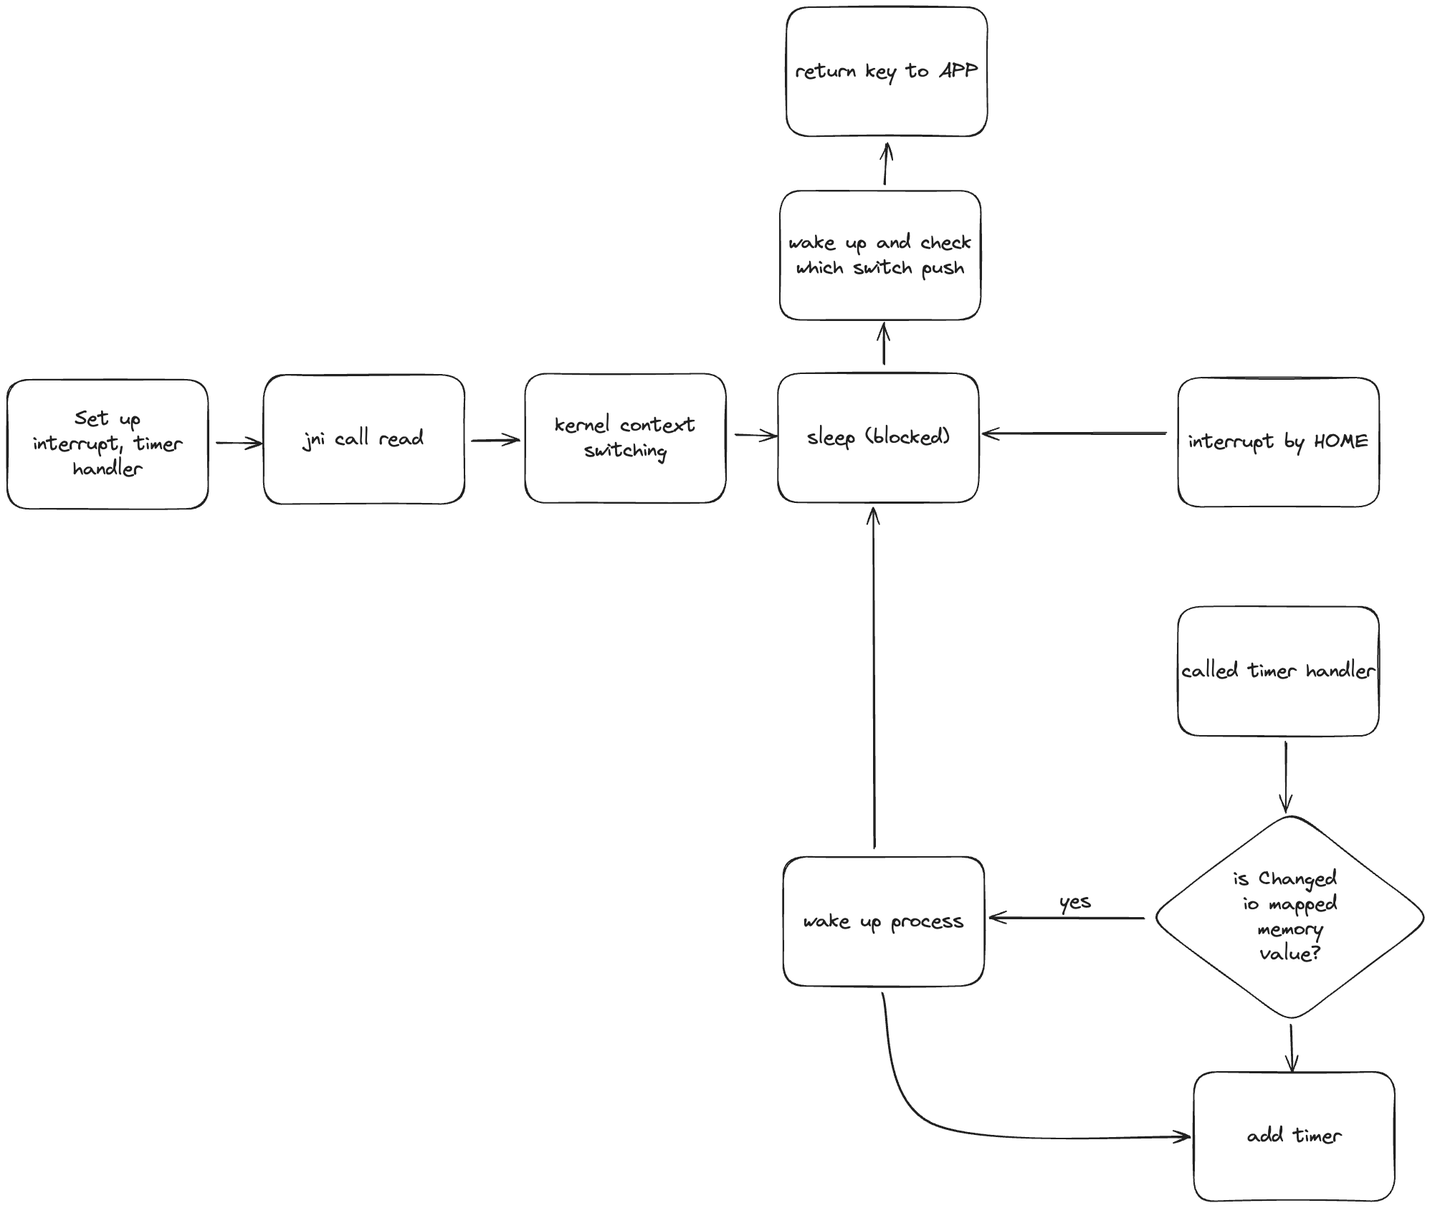 return key to APP
wake up and check
which switch push
Set up
interrupt, timer
handler
jni call read
kernel context
switching
sleep (blocked)
interrupt by HOME
called timer handler
is Changed
io mapped
memory
value?
yes
wake up process
add timer